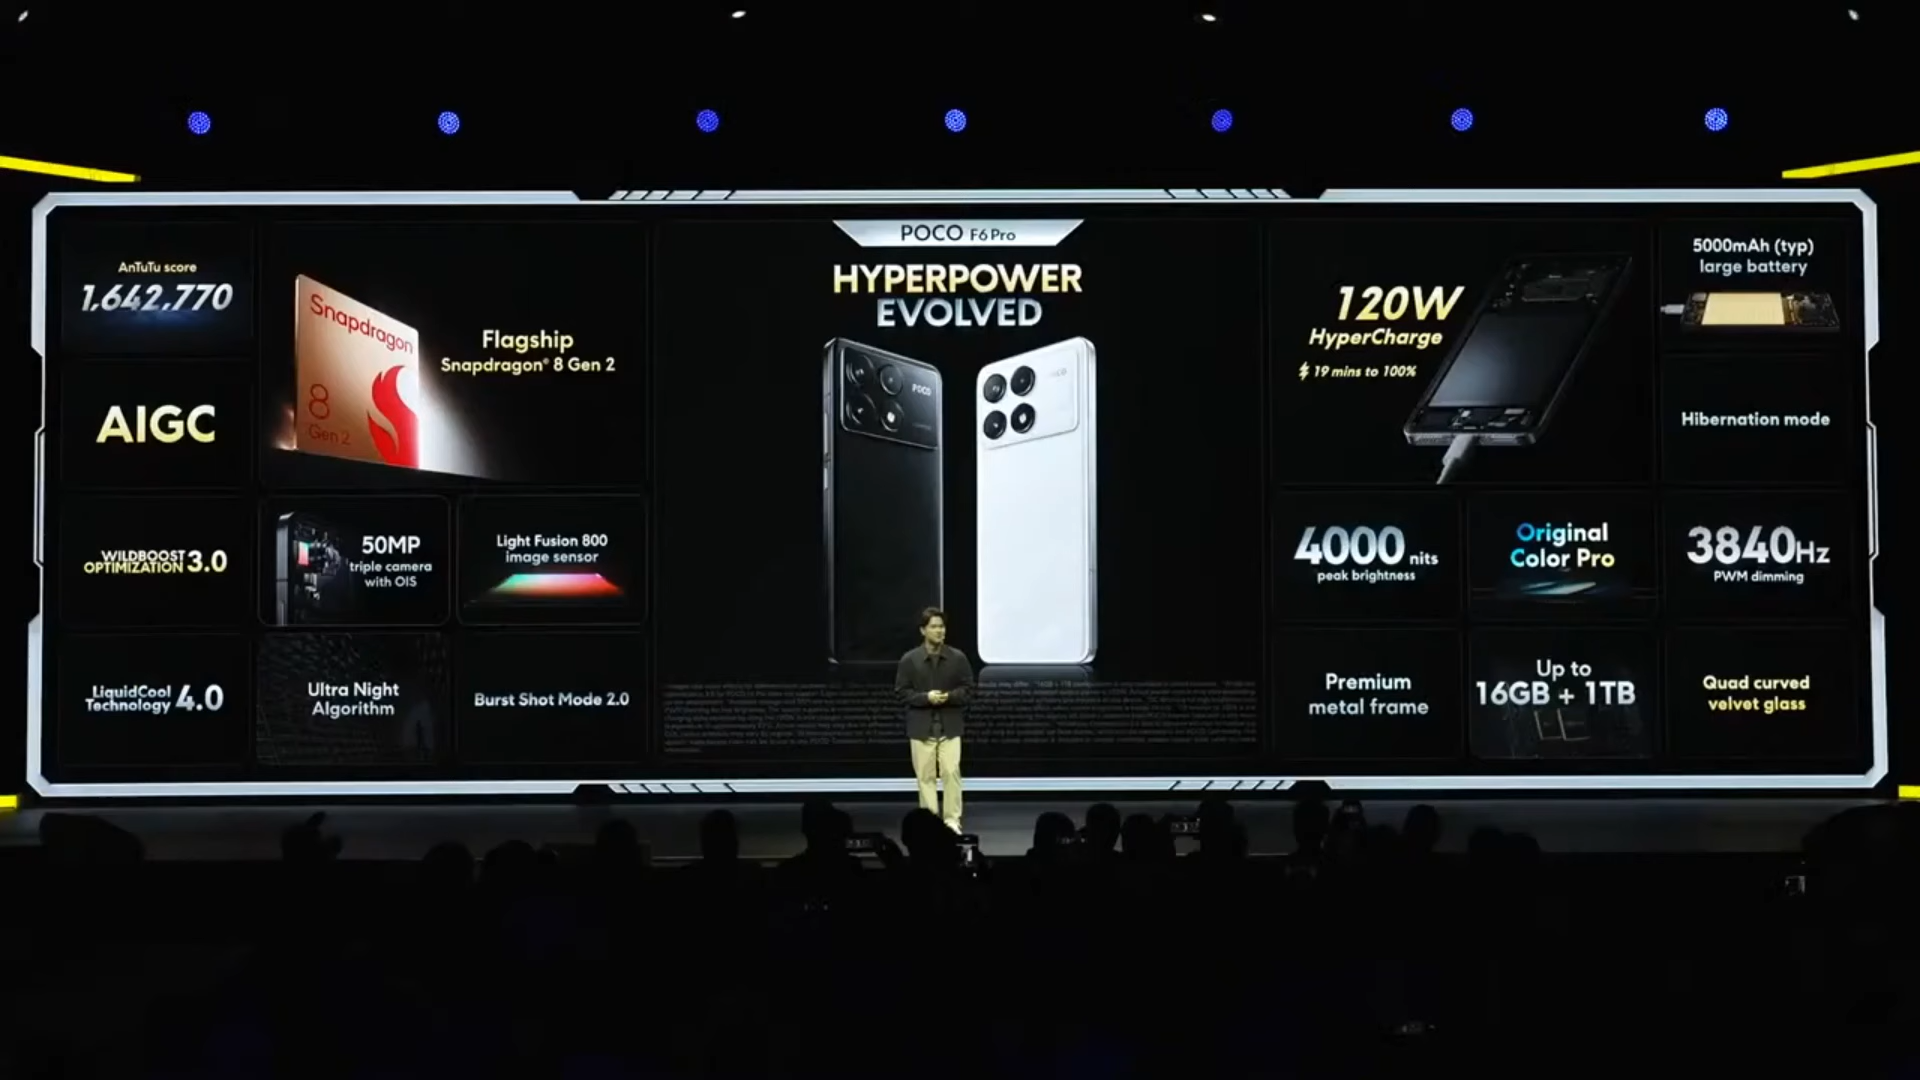 AnTuTu score
1,642,770
AIGC
WILDBOOST
OPTIMIZATION 3.0
LiquidCool
Technology 4.0
Snapdragon
8
Gen 2
Flagship
Snapdragon® 8 Gen 2
50MP
triple camera
with OIS
Light Fusion 800
image sensor
Ultra Night
Algorithm
Burst Shot Mode 2.0
POCO F6 Pro
HYPERPOWER
EVOLVED
POCO
POCO
120W
HyperCharge
19 mins to 100%
5000mAh (typ)
large battery
Hibernation mode
4000 nits
peak brightness
Original
Color Pro
3840Hz
PWM dimming
Premium
metal frame
Up to
16GB + 1TB
Quad curved
velvet glass